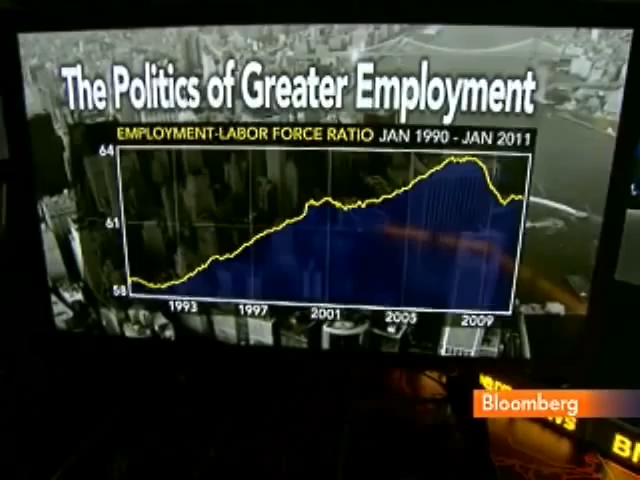 The Politics of Greater Employment
EMPLOYMENT-LABOR FORCE RATIO JAN 1990 - JAN 2011
64
61
58
1993 1997 2001 2005 2009
Bloomberg